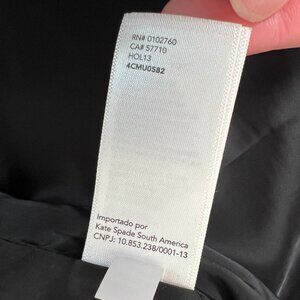 RN# 0102760
CA# 57710
HOL13
4CMU0582
Importado por
Kate Spade South America
CNPJ: 10.853.238/0001-13